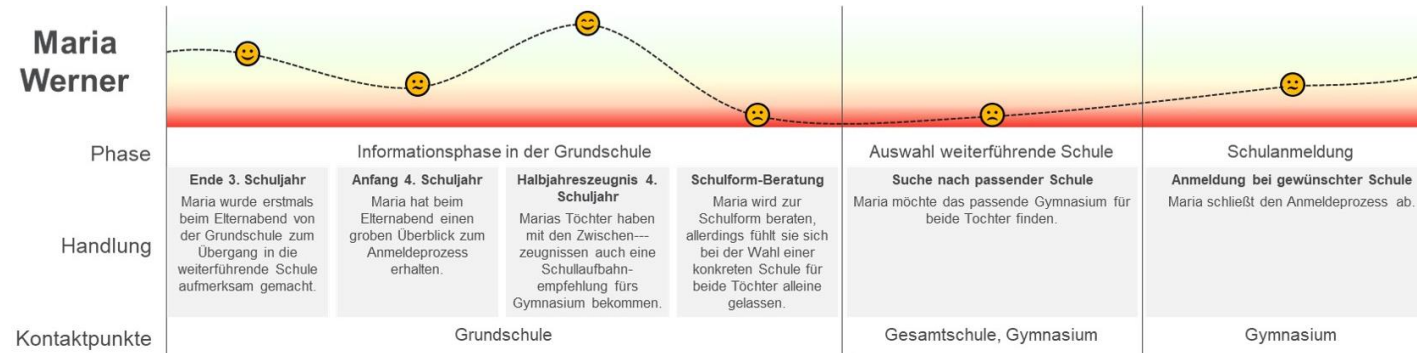 Maria
Werner
Phase
Informationsphase in der Grundschule
Auswahl weiterführende Schule
Schulanmeldung
Handlung
Ende 3. Schuljahr
Maria wurde erstmals
beim Elternabend von
der Grundschule zum
Übergang in die
weiterführende Schule
aufmerksam gemacht.
Anfang 4. Schuljahr
Maria hat beim
Elternabend einen
groben Überblick zum
Anmeldeprozess
erhalten.
Halbjahreszeugnis 4.
Schuljahr
Marias Töchter haben
mit den Zwischen---
zeugnissen auch eine
Schullaufbahn-
empfehlung fürs
Gymnasium bekommen.
Schulform-Beratung
Maria wird zur
Schulform beraten,
allerdings fühlt sie sich
bei der Wahl einer
konkreten Schule für
beide Töchter alleine
gelassen.
Suche nach passender Schule
Maria möchte das passende Gymnasium für
beide Tochter finden.
Anmeldung bei gewünschter Schule
Maria schließt den Anmeldeprozess ab.
Kontaktpunkte
Grundschule
Gesamtschule, Gymnasium
Gymnasium